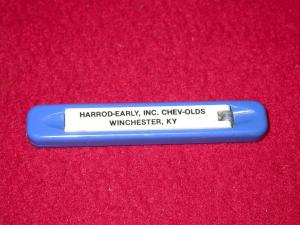 HARROD-EARLY, INC. CHEV-OLDS
WINCHESTER, KY